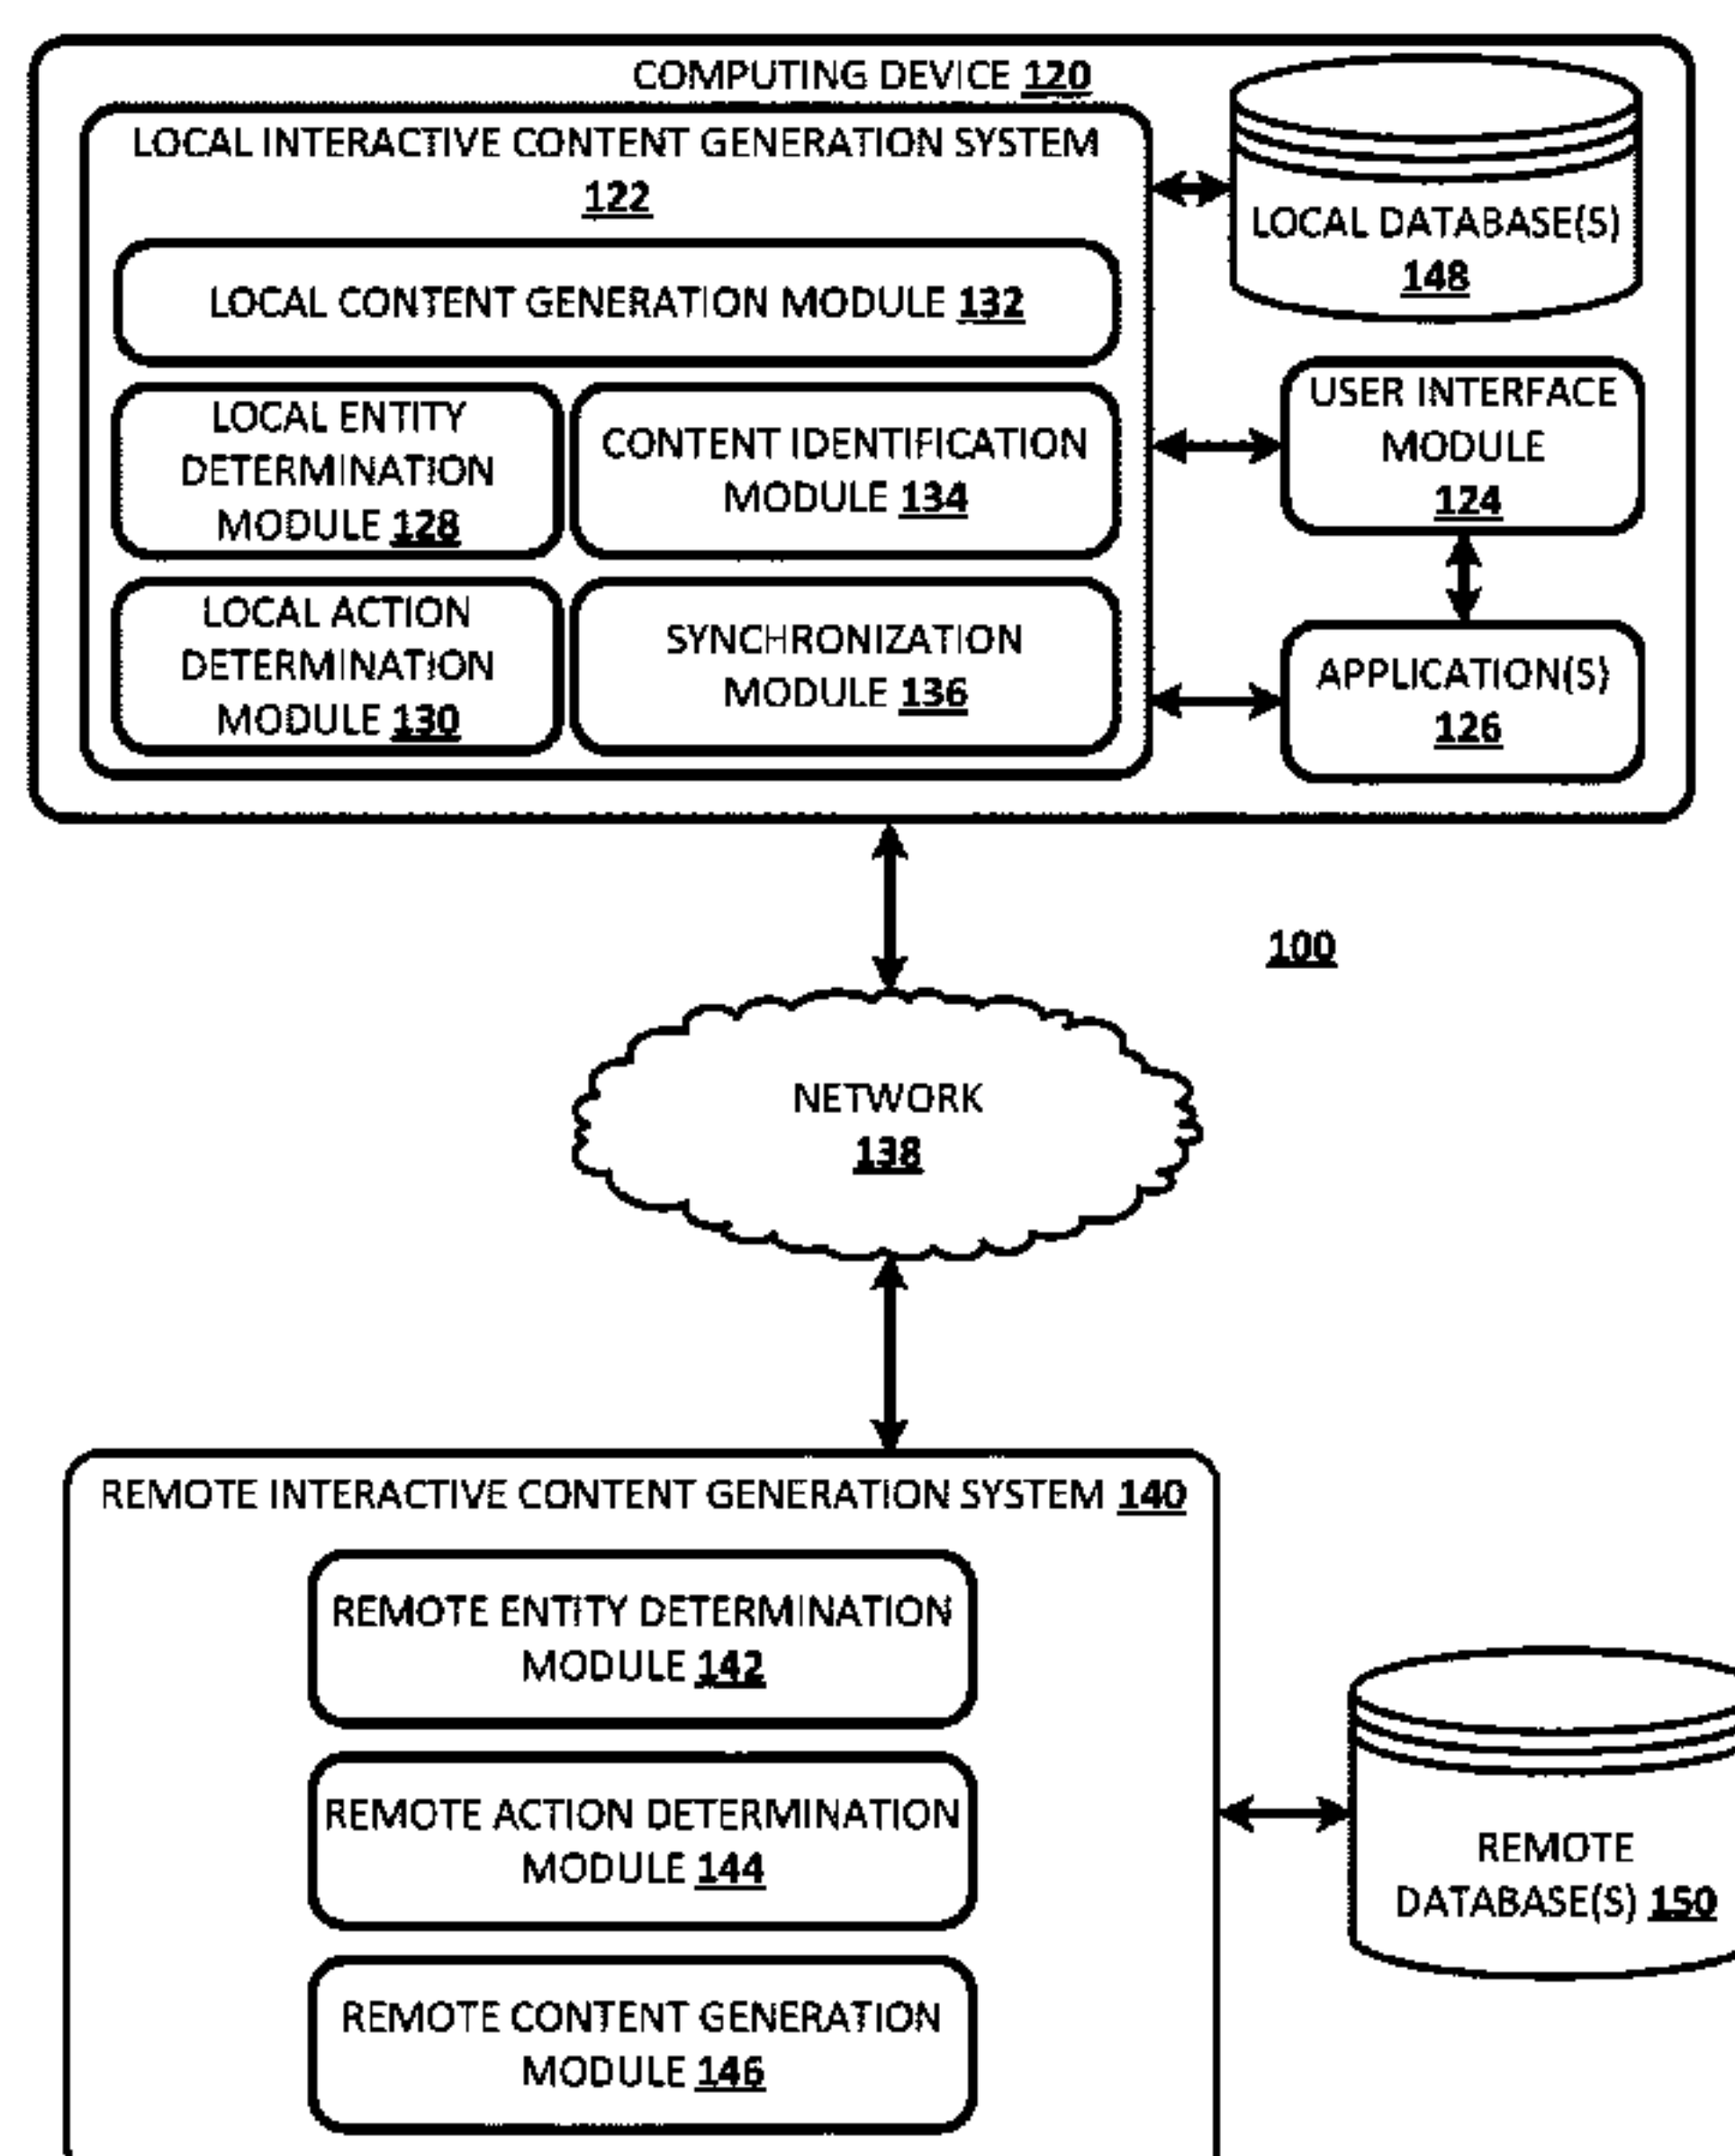 COMPUTING DEVICE 120
LOCAL INTERACTIVE CONTENT GENERATION SYSTEM
122
LOCAL CONTENT GENERATION MODULE 132
LOCAL ENTITY
DETERMINATION
MODULE 128
CONTENT IDENTIFICATION
MODULE 134
LOCAL ACTION
DETERMINATION
MODULE 130
SYNCHRONIZATION
MODULE 136
LOCAL DATABASE(S)
148
USER INTERFACE
MODULE
124
APPLICATION(S)
126
100
NETWORK
138
REMOTE INTERACTIVE CONTENT GENERATION SYSTEM 140
REMOTE ENTITY DETERMINATION
MODULE 142
REMOTE ACTION DETERMINATION
MODULE 144
REMOTE CONTENT GENERATION
MODULE 146
REMOTE
DATABASE(S) 150